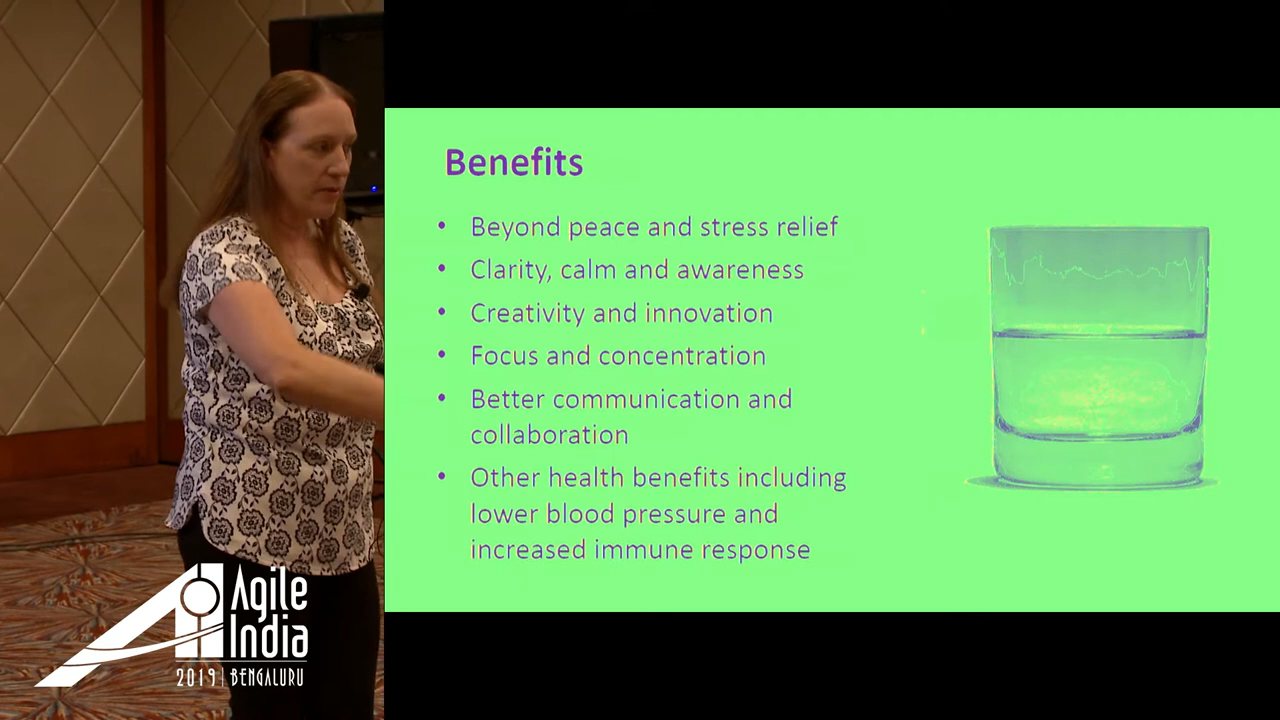 Benefits
• Beyond peace and stress relief
• Clarity, calm and awareness
• Creativity and innovation
• Focus and concentration
• Better communication and
collaboration
• Other health benefits including
lower blood pressure and
increased immune response
Agile
India
2019 | BENGALURU